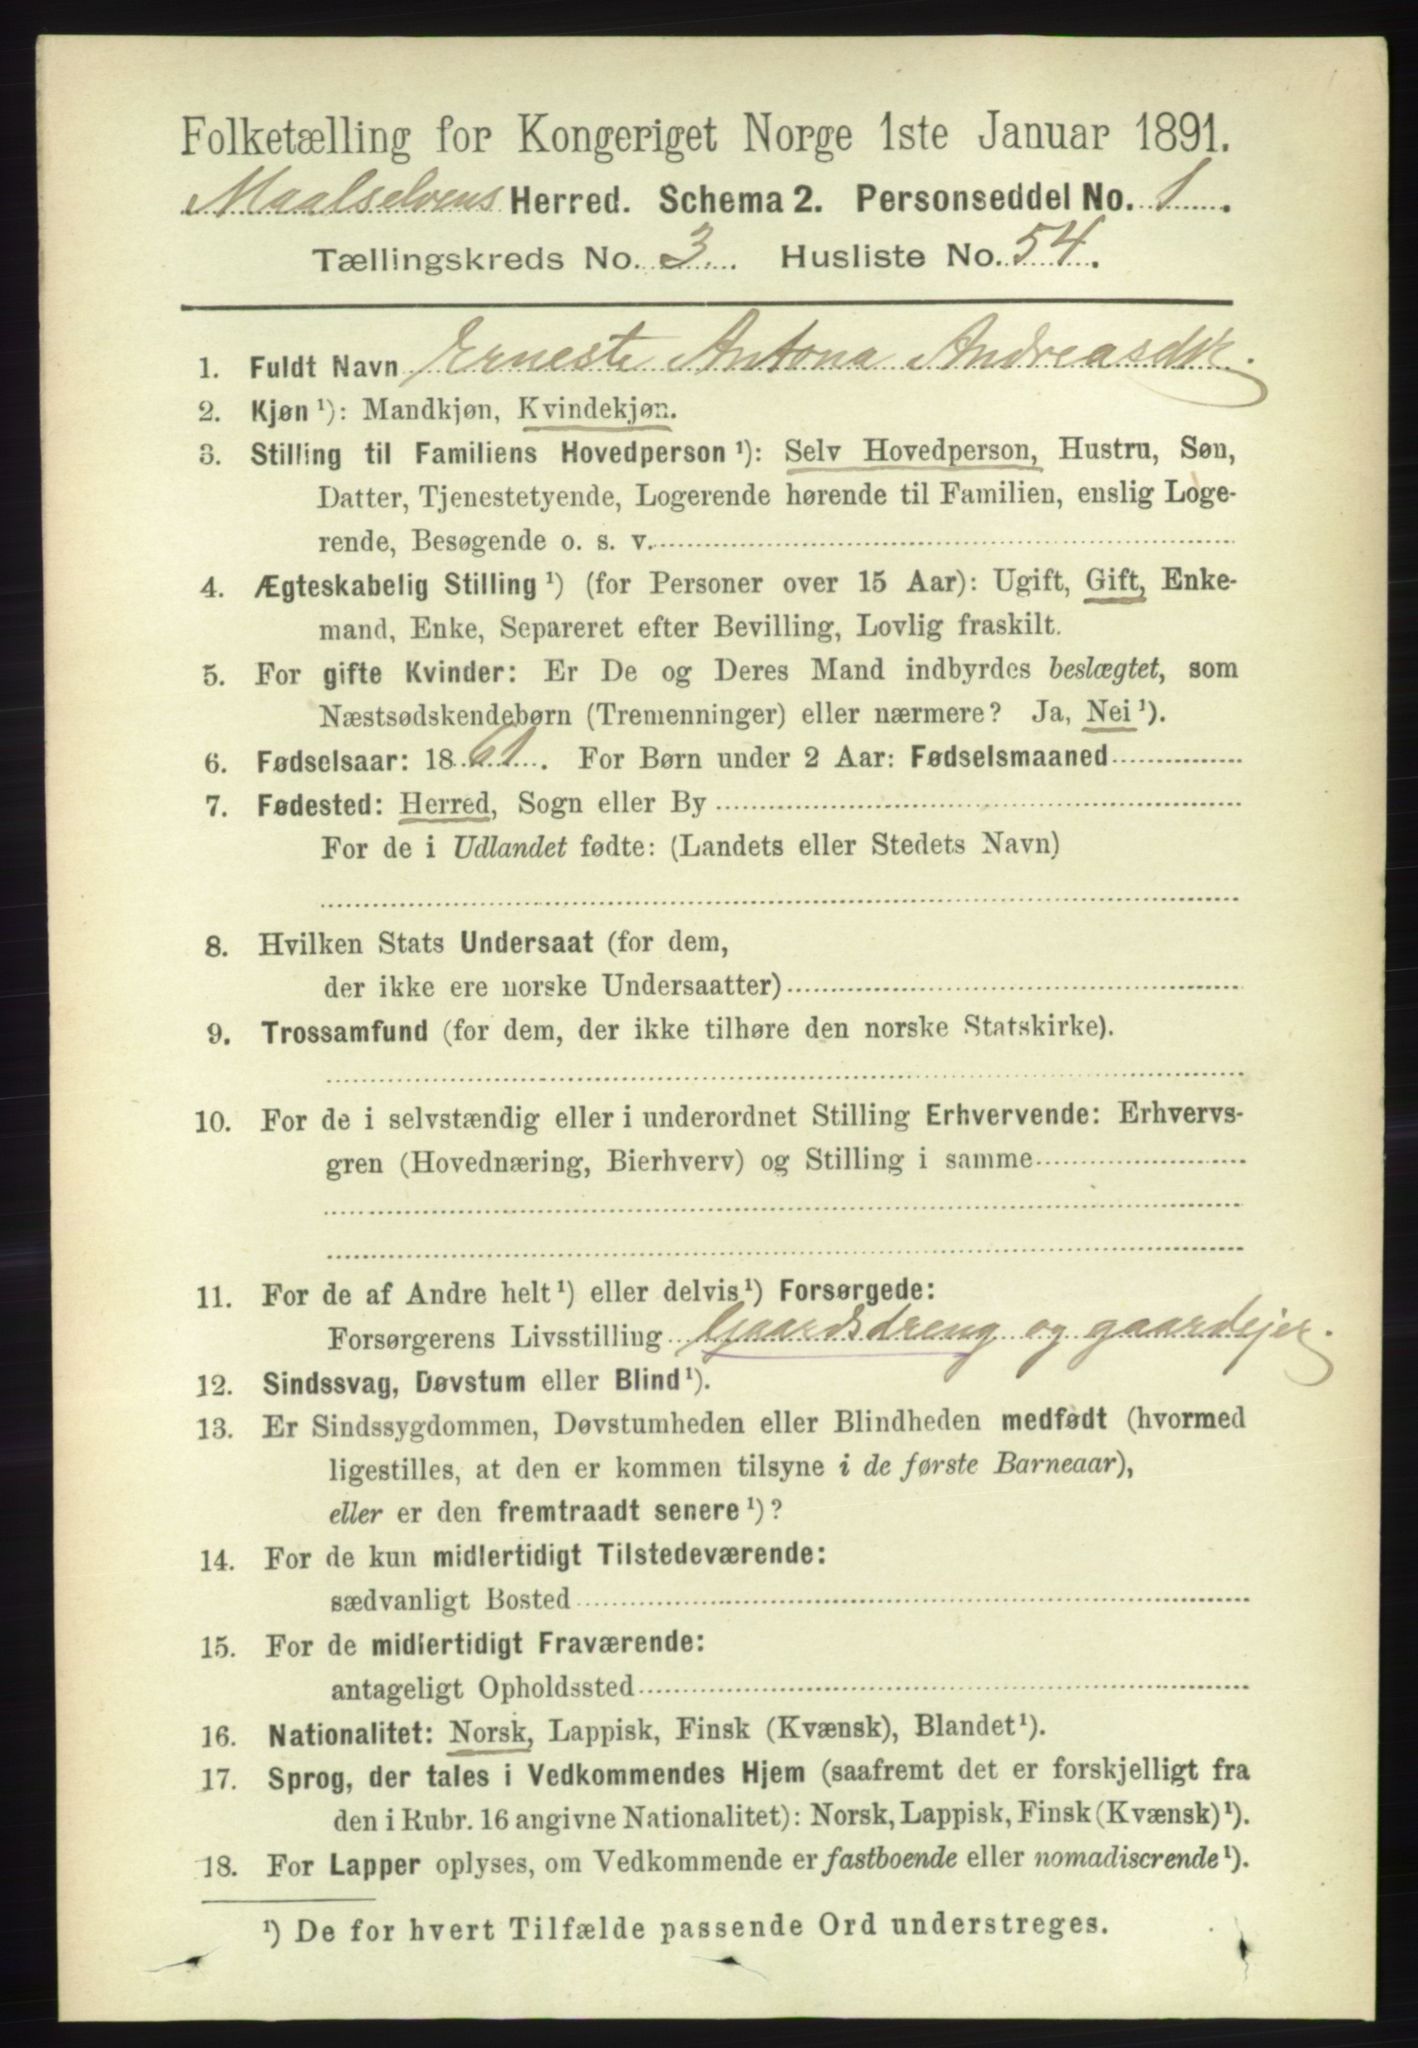 Folketælling for Kongeriget Norge 1ste Januar 1891.
Maalselvens Herred. Schema 2. Personseddel No. 1.
Tællingskreds No. 3. Husliste No. 54.
1. Fuldt Navn Erneste Antona Andreasdtr.
2. Kjøn ¹): Mandkjøn, Kvindekjøn.
3. Stilling til Familiens Hovedperson ¹): Selv Hovedperson, Hustru, Søn,
Datter, Tjenestetyende, Logerende hørende til Familien, enslig Loge-
rende, Besøgende o. s. v.
4. Ægteskabelig Stilling ¹) (for Personer over 15 Aar): Ugift, Gift, Enke-
mand, Enke, Separeret efter Bevilling, Lovlig fraskilt.
5. For gifte Kvinder: Er De og Deres Mand indbyrdes beslægtet, som
Næstsødskendebørn (Tremenninger) eller nærmere? Ja, Nei ¹).
6. Fødselsaar: 1861. For Børn under 2 Aar: Fødselsmaaned
7. Fødested: Herred, Sogn eller By
For de i Udlandet fødte: (Landets eller Stedets Navn)
8. Hvilken Stats Undersaat (for dem,
der ikke ere norske Undersaatter)
9. Trossamfund (for dem, der ikke tilhøre den norske Statskirke).
10. For de i selvstændig eller i underordnet Stilling Erhvervende: Erhvervs-
gren (Hovednæring, Bierhverv) og Stilling i samme
11. For de af Andre helt ¹) eller delvis ¹) Forsørgede:
Forsørgerens Livsstilling Gaardsdreng og gaardejer.
12. Sindssvag, Døvstum eller Blind ¹).
13. Er Sindssygdommen, Døvstumheden eller Blindheden medfødt (hvormed
ligestilles, at den er kommen tilsyne i de første Barneaar),
eller er den fremtraadt senere ¹)?
14. For de kun midlertidigt Tilstedeværende:
sædvanligt Bosted
15. For de midlertidigt Fraværende:
antageligt Opholdssted
16. Nationalitet: Norsk, Lappisk, Finsk (Kvænsk), Blandet ¹).
17. Sprog, der tales i Vedkommendes Hjem (saafremt det er forskjelligt fra
den i Rubr. 16 angivne Nationalitet): Norsk, Lappisk, Finsk (Kvænsk) ¹).
18. For Lapper oplyses, om Vedkommende er fastboende eller nomadiscrende ¹).
¹) De for hvert Tilfælde passende Ord understreges.